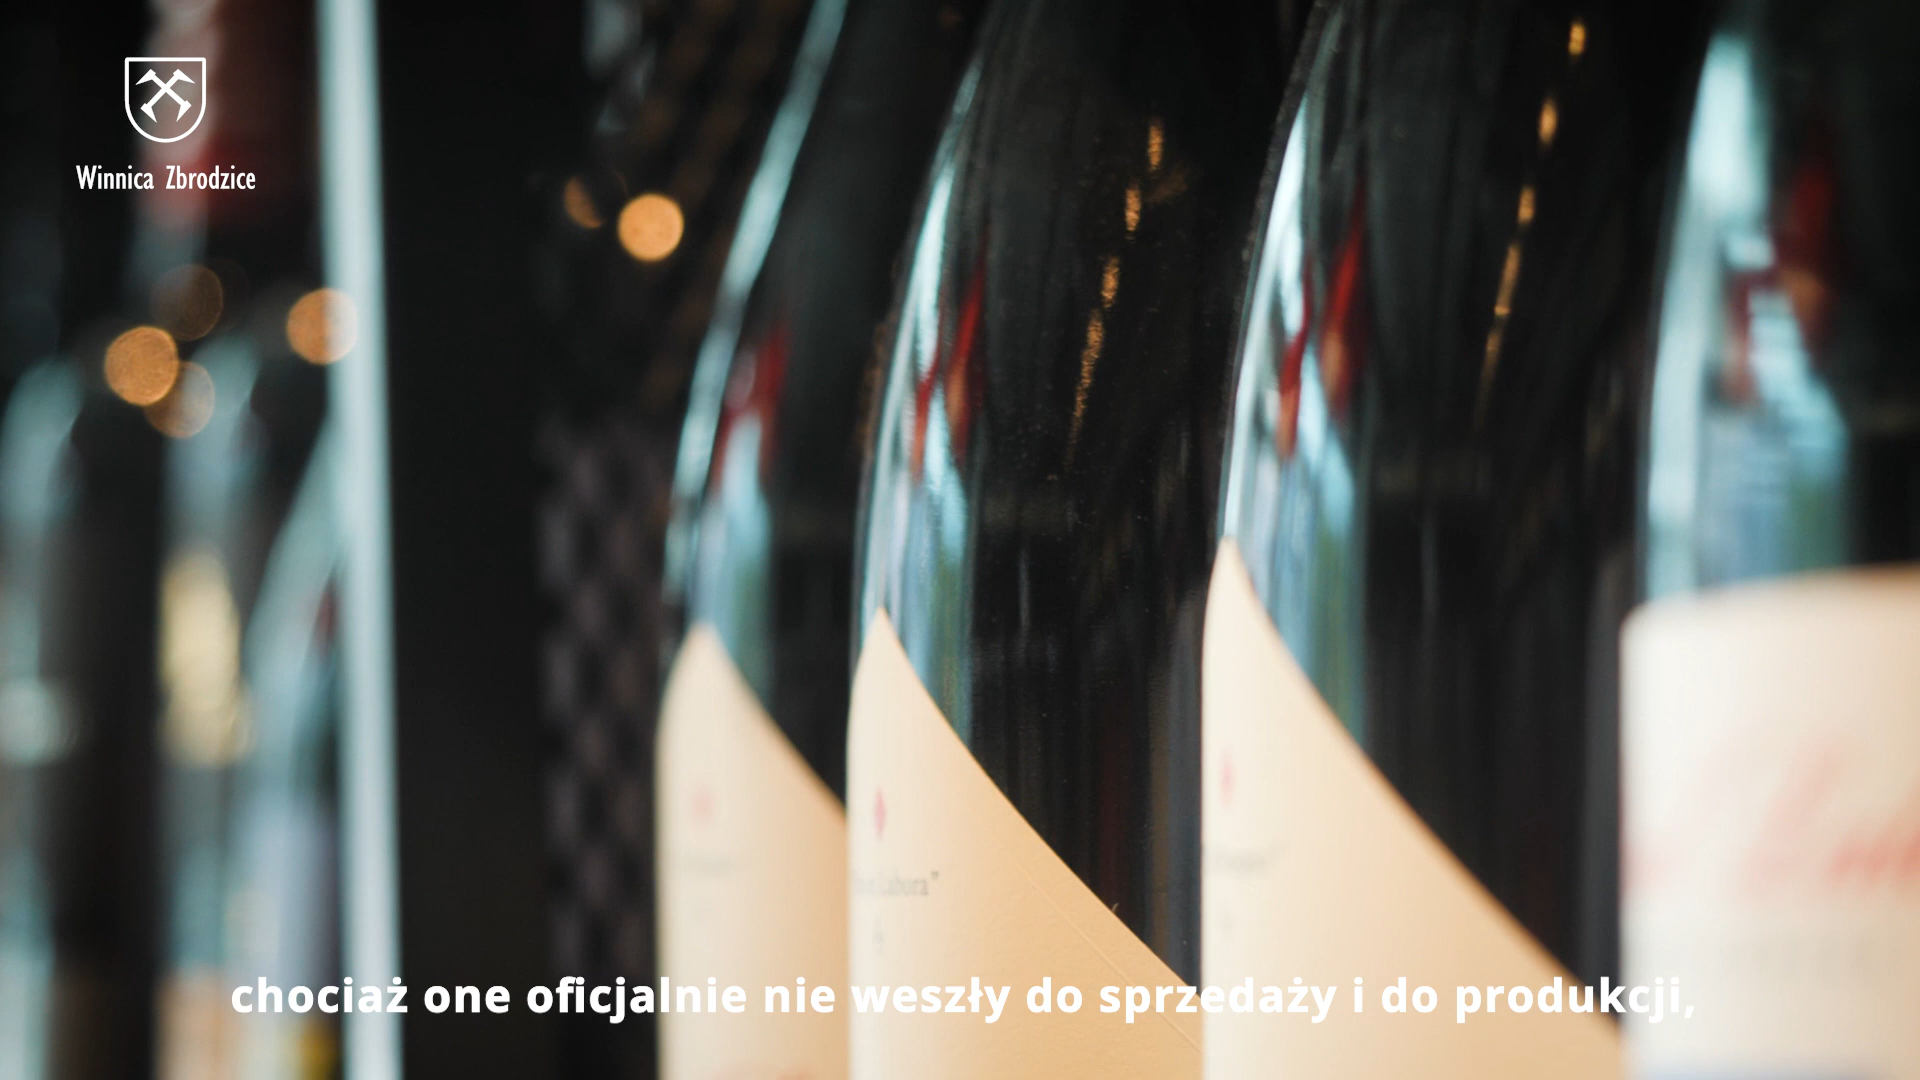 Winnica Zbrodzice
chociaż one oficjalnie nie weszły do sprzedaży i do produkcji,